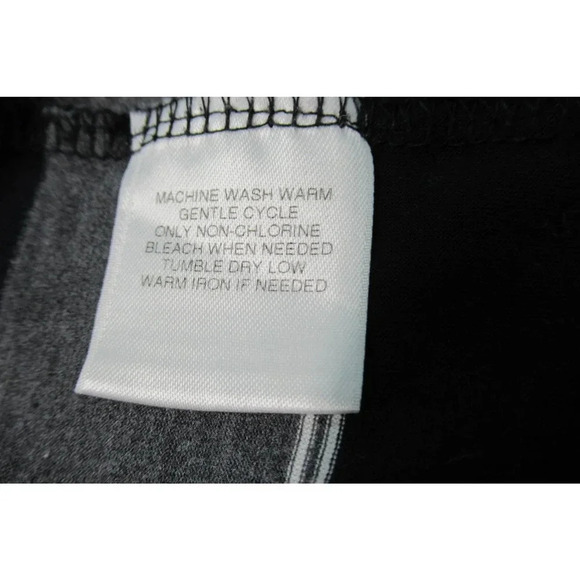 MACHINE WASH WARM
GENTLE CYCLE
ONLY NON-CHLORINE
BLEACH WHEN NEEDED
TUMBLE DRY LOW
WARM IRON IF NEEDED